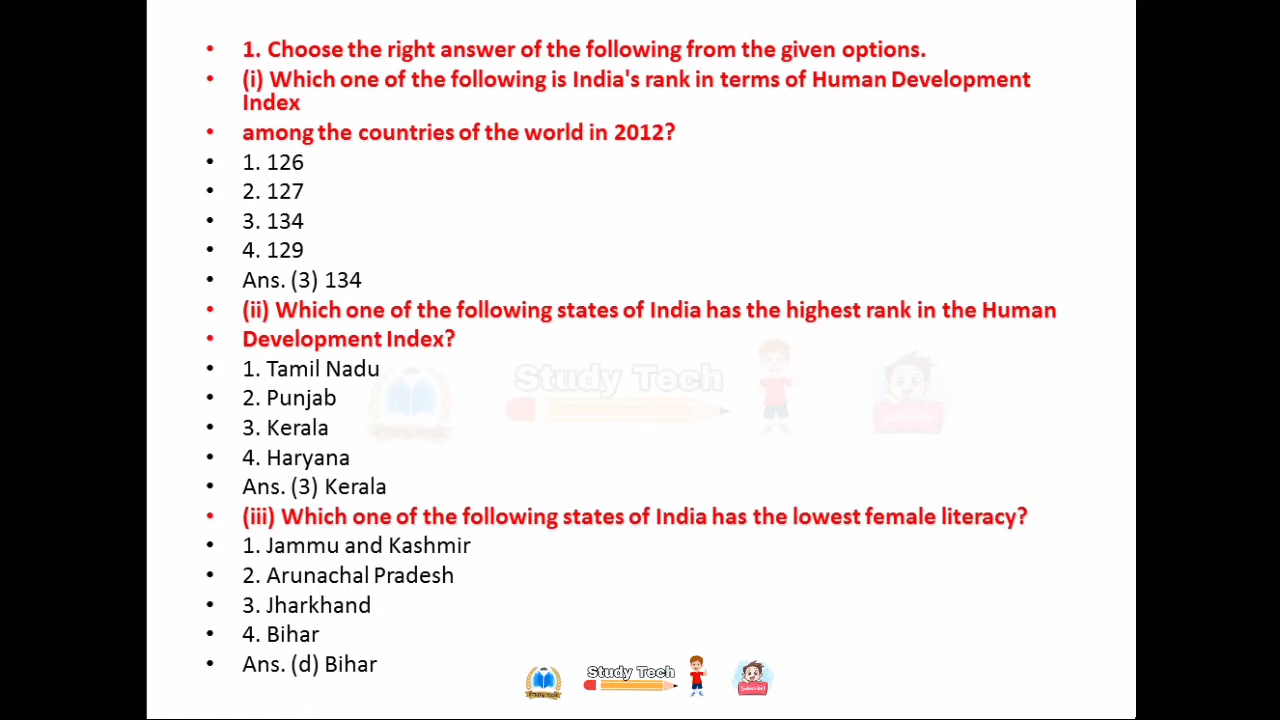 • 1. Choose the right answer of the following from the given options.
• (i) Which one of the following is India's rank in terms of Human Development
Index
• among the countries of the world in 2012?
• 1. 126
• 2. 127
• 3. 134
• 4. 129
• Ans. (3) 134
• (ii) Which one of the following states of India has the highest rank in the Human
• Development Index?
• 1. Tamil Nadu
• 2. Punjab
• 3. Kerala
• 4. Haryana
• Ans. (3) Kerala
• (iii) Which one of the following states of India has the lowest female literacy?
• 1. Jammu and Kashmir
• 2. Arunachal Pradesh
• 3. Jharkhand
• 4. Bihar
• Ans. (d) Bihar
Study Tech
Study Tech
Subscribe!